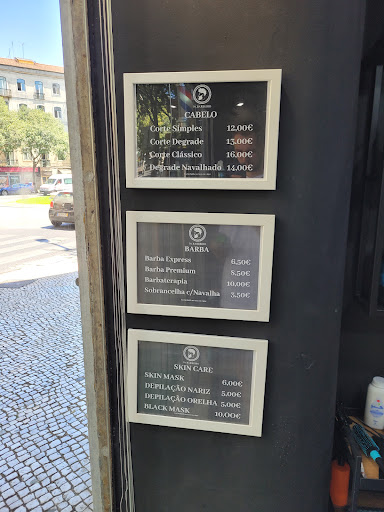 CABELO
Corte Simples 12,00€
Corte Degrade 13,00€
Corte Clássico 16,00€
Degrade Navalhado 14,00€
BARBA
Barba Express 6,50€
Barba Premium 8,50€
Barbaterapia 10,00€
Sobrancelha c/Navalha 3,50€
SKIN CARE
SKIN MASK 6,00€
DEPILAÇÃO NARIZ 5,00€
DEPILAÇÃO ORELHA 5,00€
BLACK MASK 10,00€